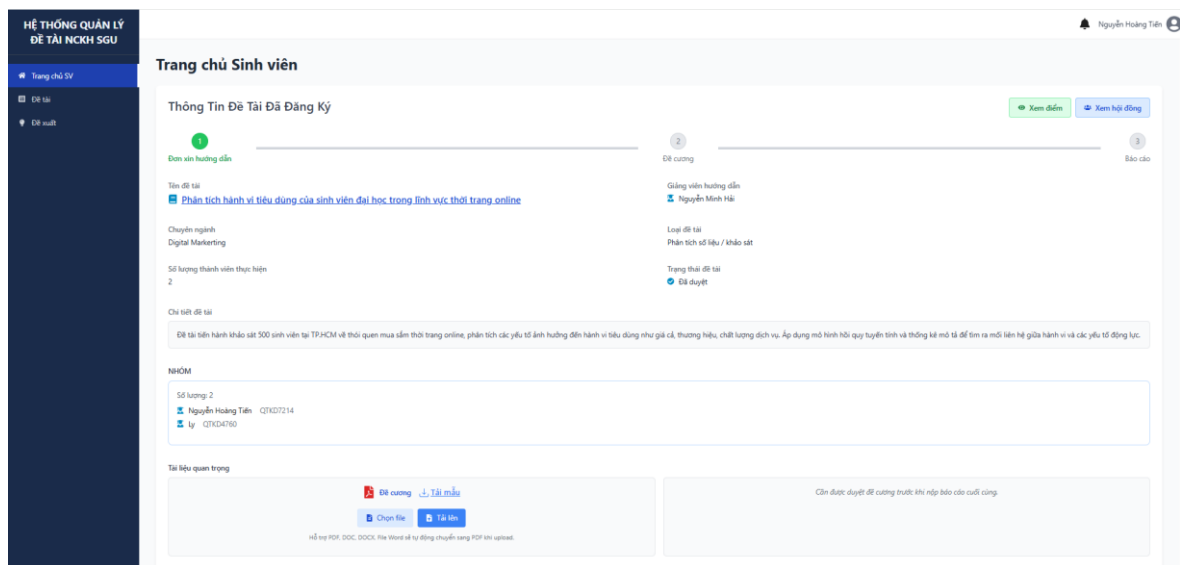 HỆ THỐNG QUẢN LÝ
ĐỀ TÀI NCKH SGU
Nguyễn Hoàng Tiến
Trang chủ SV
Đề tài
Đề xuất
Trang chủ Sinh viên
Thông Tin Đề Tài Đã Đăng Ký
Xem điểm
Xem hội đồng
1
2
3
Đơn xin hướng dẫn
Đề cương
Báo cáo
Tên đề tài
Phân tích hành vi tiêu dùng của sinh viên đại học trong lĩnh vực thời trang online
Giảng viên hướng dẫn
Nguyễn Minh Hải
Chuyên ngành
Digital Markerting
Loại đề tài
Phân tích số liệu / khảo sát
Số lượng thành viên thực hiện
2
Trạng thái đề tài
Đã duyệt
Chi tiết đề tài
Đề tài tiến hành khảo sát 500 sinh viên tại TP.HCM về thói quen mua sắm thời trang online, phân tích các yếu tố ảnh hưởng đến hành vi tiêu dùng như giá cả, thương hiệu, chất lượng dịch vụ. Áp dụng mô hình hồi quy tuyến tính và thống kê mô tả để tìm ra mối liên hệ giữa hành vi và các yếu tố động lực.
NHÓM
Số lượng: 2
Nguyễn Hoàng Tiến QTKD7214
Ly QTKD4760
Tài liệu quan trọng
Đề cương Tải mẫu
Chọn file
Tải lên
Hỗ trợ PDF, DOC, DOCX. File Word sẽ tự động chuyển sang PDF khi upload.
Cần được duyệt đề cương trước khi nộp báo cáo cuối cùng.